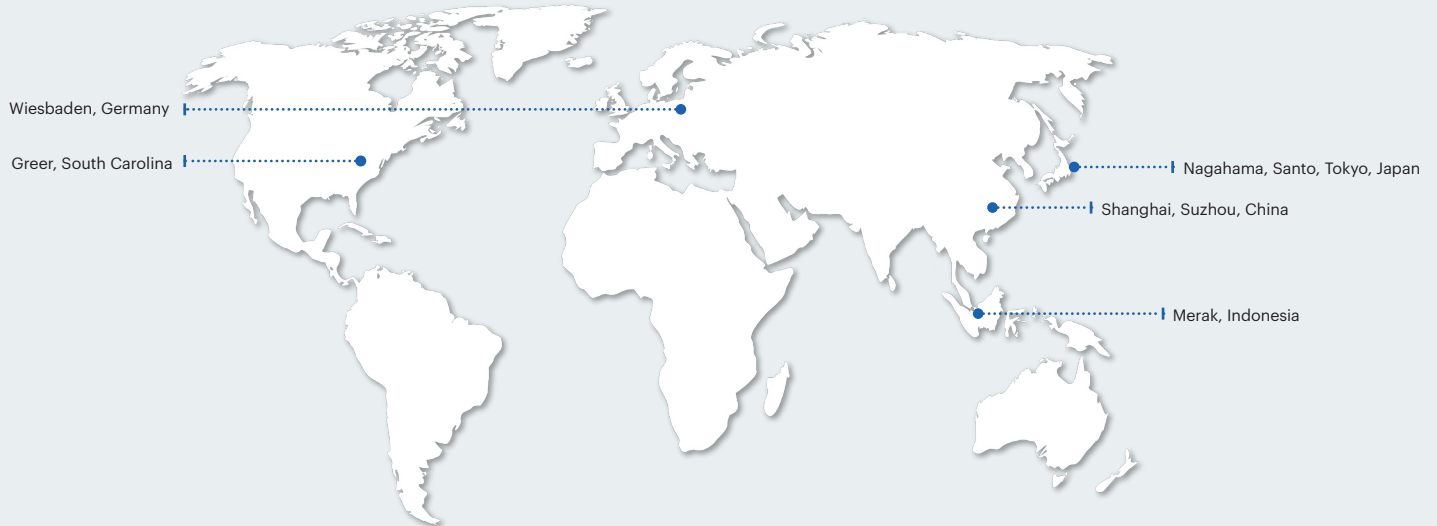 Wiesbaden, Germany
Greer, South Carolina
Nagahama, Santo, Tokyo, Japan
Shanghai, Suzhou, China
Merak, Indonesia